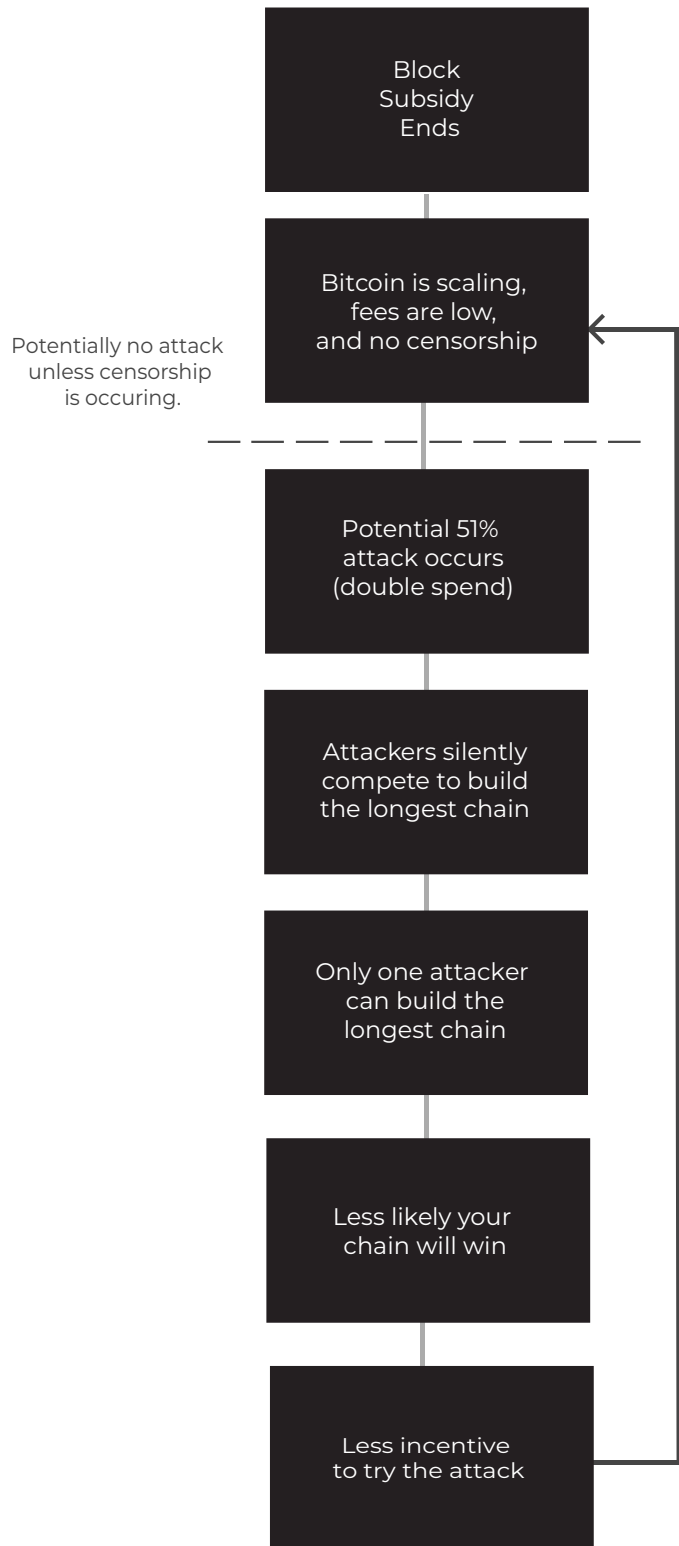 Block
Subsidy
Ends
Bitcoin is scaling,
fees are low,
and no censorship
Potentially no attack
unless censorship
is occuring.
Potential 51%
attack occurs
(double spend)
Attackers silently
compete to build
the longest chain
Only one attacker
can build the
longest chain
Less likely your
chain will win
Less incentive
to try the attack